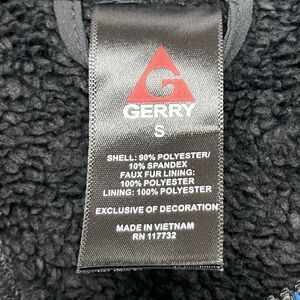 GERRY
S
SHELL: 90% POLYESTER/
10% SPANDEX
FAUX FUR LINING:
100% POLYESTER
LINING: 100% POLYESTER
EXCLUSIVE OF DECORATION
MADE IN VIETNAM
RN 117732